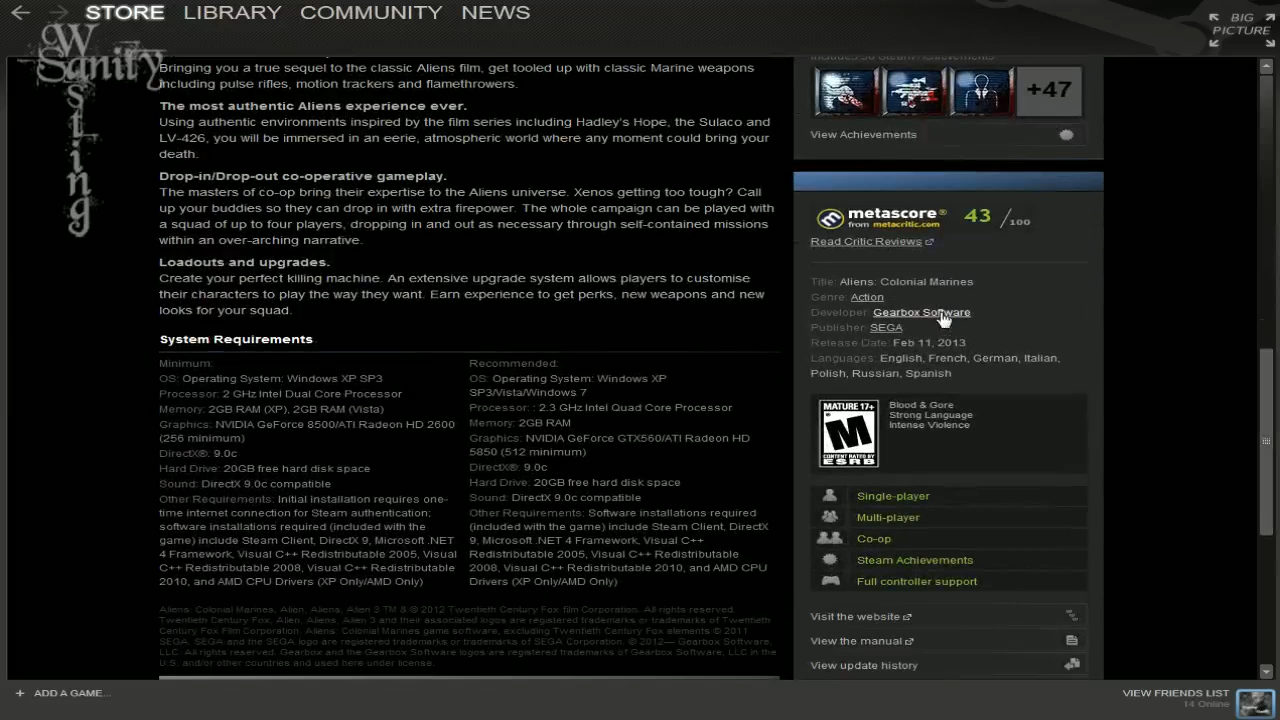 STORE LIBRARY COMMUNITY NEWS
BIG
PICTURE
Wasting
Sanity
Bringing you a true sequel to the classic Aliens film, get tooled up with classic Marine weapons
including pulse rifles, motion trackers and flamethrowers.
The most authentic Aliens experience ever.
Using authentic environments inspired by the film series including Hadley's Hope, the Sulaco and
LV-426, you will be immersed in an eerie, atmospheric world where any moment could bring your
death.
Drop-in/Drop-out co-operative gameplay.
The masters of co-op bring their expertise to the Aliens universe. Xenos getting too tough? Call
up your buddies so they can drop in with extra firepower. The whole campaign can be played with
a squad of up to four players, dropping in and out as necessary through self-contained missions
within an over-arching narrative.
Loadouts and upgrades.
Create your perfect killing machine. An extensive upgrade system allows players to customise
their characters to play the way they want. Earn experience to get perks, new weapons and new
looks for your squad.
System Requirements
Minimum:
OS: Operating System: Windows XP SP3
Processor: 2 GHz Intel Dual Core Processor
Memory: 2GB RAM (XP), 2GB RAM (Vista)
Graphics: NVIDIA GeForce 8500/ATI Radeon HD 2600
(256 minimum)
DirectX®: 9.0c
Hard Drive: 20GB free hard disk space
Sound: DirectX 9.0c compatible
Other Requirements: Initial installation requires one-
time internet connection for Steam authentication;
software installations required (included with the
game) include Steam Client, DirectX 9, Microsoft .NET
4 Framework, Visual C++ Redistributable 2005, Visual
C++ Redistributable 2008, Visual C++ Redistributable
2010, and AMD CPU Drivers (XP Only/AMD Only)
Recommended:
OS: Operating System: Windows XP
SP3/Vista/Windows 7
Processor: : 2.3 GHz Intel Quad Core Processor
Memory: 2GB RAM
Graphics: NVIDIA GeForce GTX560/ATI Radeon HD
5850 (512 minimum)
DirectX®: 9.0c
Hard Drive: 20GB free hard disk space
Sound: DirectX 9.0c compatible
Other Requirements: Software installations required
(included with the game) include Steam Client, DirectX
9, Microsoft .NET 4 Framework, Visual C++
Redistributable 2005, Visual C++ Redistributable
2008, Visual C++ Redistributable 2010, and AMD CPU
Drivers (XP Only/AMD Only)
Aliens: Colonial Marines, Alien, Aliens, Alien 3 TM & @ 2012 Twentieth Century Fox film Corporation. All rights reserved.
Twentieth Century Fox, Alien, Aliens, Alien 3 and their associated logos are registered trademarks or trademarks of Twentieth
Century Fox Film Corporation. Aliens: Colonial Marines game software, excluding Twentieth Century Fox elements © 2011
SEGA. SEGA and the SEGA logo are registered trademarks or trademarks of SEGA Corporation. © 2012— Gearbox Software,
LLC. All rights reserved. Gearbox and the Gearbox Software logos are registered trademarks of Gearbox Software, LLC in the
U.S. and/or other countries and used here under license.
+47
View Achievements
metascore® 43 /100
from metacritic.com
Read Critic Reviews
Title: Aliens: Colonial Marines
Genre: Action
Developer: Gearbox Software
Publisher: SEGA
Release Date: Feb 11, 2013
Languages: English, French, German, Italian,
Polish, Russian, Spanish
MATURE 17+
M
CONTENT RATED BY
ESRB
Blood & Gore
Strong Language
Intense Violence
Single-player
Multi-player
Co-op
Steam Achievements
Full controller support
Visit the website
View the manual
View update history
+ ADD A GAME...
VIEW FRIENDS LIST
14 Online